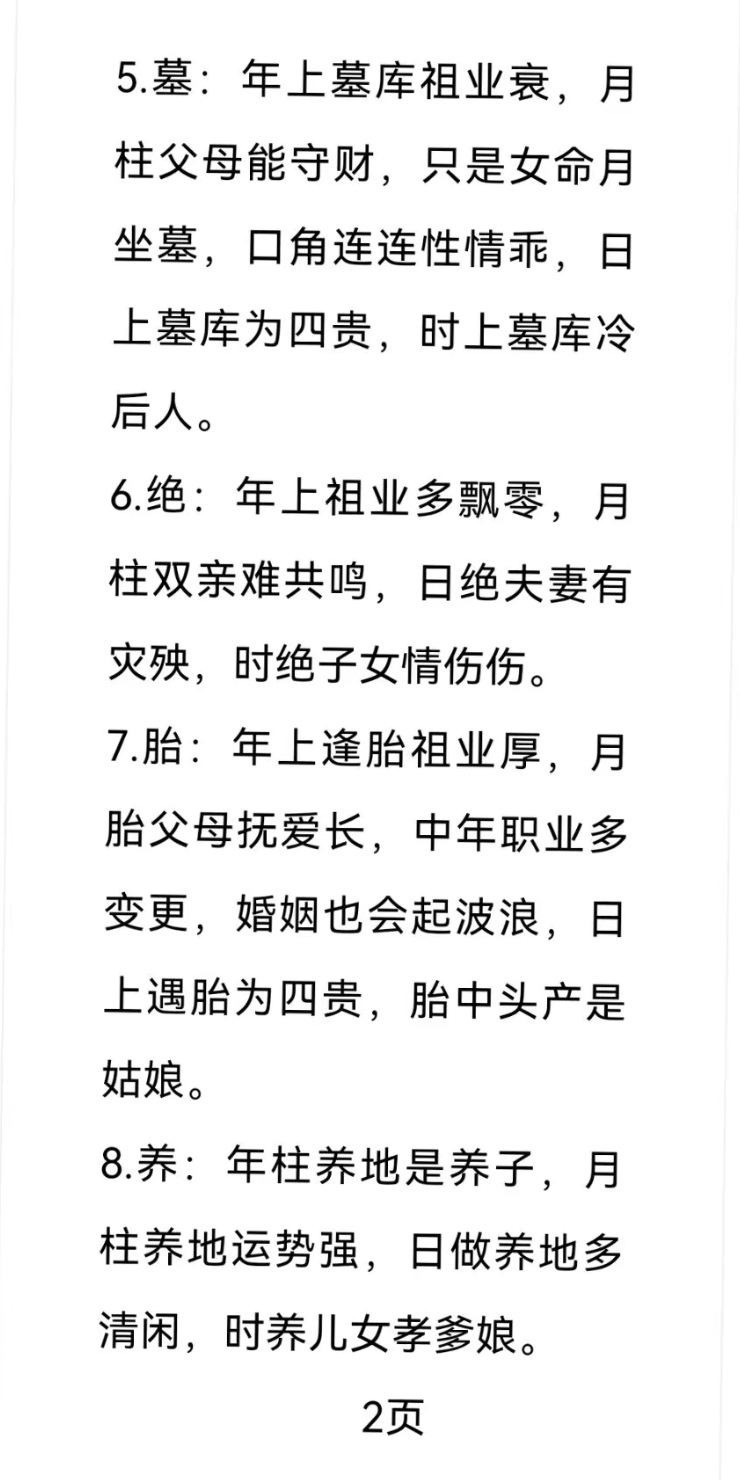 5.墓：年上墓库祖业衰，月
柱父母能守财，只是女命月
坐墓，口角连连性情乖，日
上墓库为四贵，时上墓库冷
后人。
6.绝：年上祖业多飘零，月
柱双亲难共鸣，日绝夫妻有
灾殃，时绝子女情伤伤。
7.胎：年上逢胎祖业厚，月
胎父母抚爱长，中年职业多
变更，婚姻也会起波浪，日
上遇胎为四贵，胎中头产是
姑娘。
8.养：年柱养地是养子，月
柱养地运势强，日做养地多
清闲，时养儿女孝爹娘。
2页